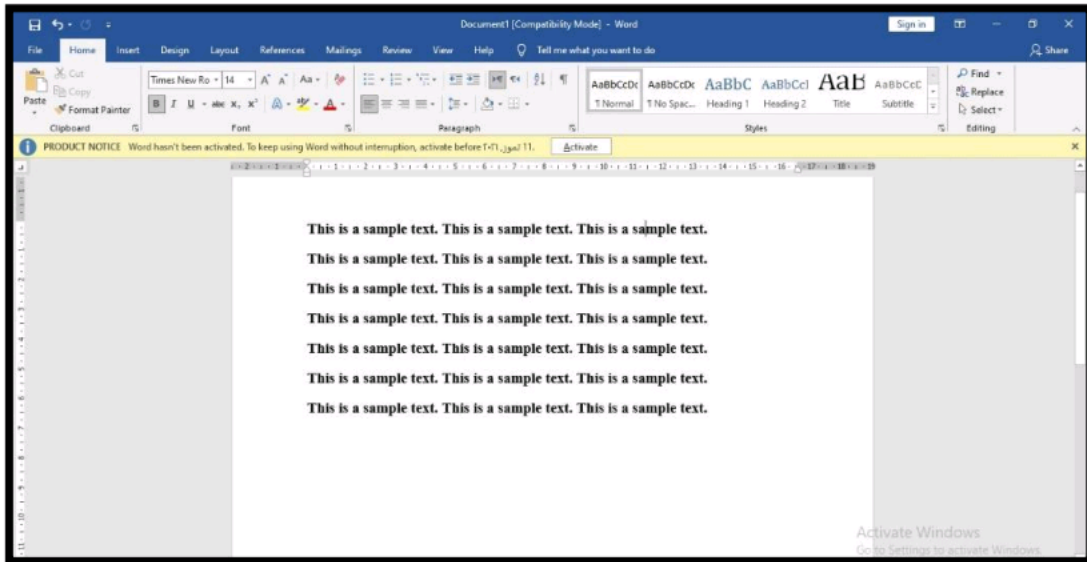 Document1 [Compatibility Mode] - Word
Sign in
File Home Insert Design Layout References Mailings Review View Help Tell me what you want to do
Share
Paste
Cut
Copy
Format Painter
Clipboard
Times New Ro 14
Font
Paragraph
AaBbCcDc AaBbCcDc AaBbC AaBbCcI AaB AaBbCcC
¶ Normal ¶ No Spac... Heading 1 Heading 2 Title Subtitle
Styles
Find
Replace
Select
Editing
PRODUCT NOTICE Word hasn't been activated. To keep using Word without interruption, activate before 11 تموز, ٢٠٢١. Activate
This is a sample text. This is a sample text. This is a sample text.
This is a sample text. This is a sample text. This is a sample text.
This is a sample text. This is a sample text. This is a sample text.
This is a sample text. This is a sample text. This is a sample text.
This is a sample text. This is a sample text. This is a sample text.
This is a sample text. This is a sample text. This is a sample text.
This is a sample text. This is a sample text. This is a sample text.
Activate Windows
Go to Settings to activate Windows.